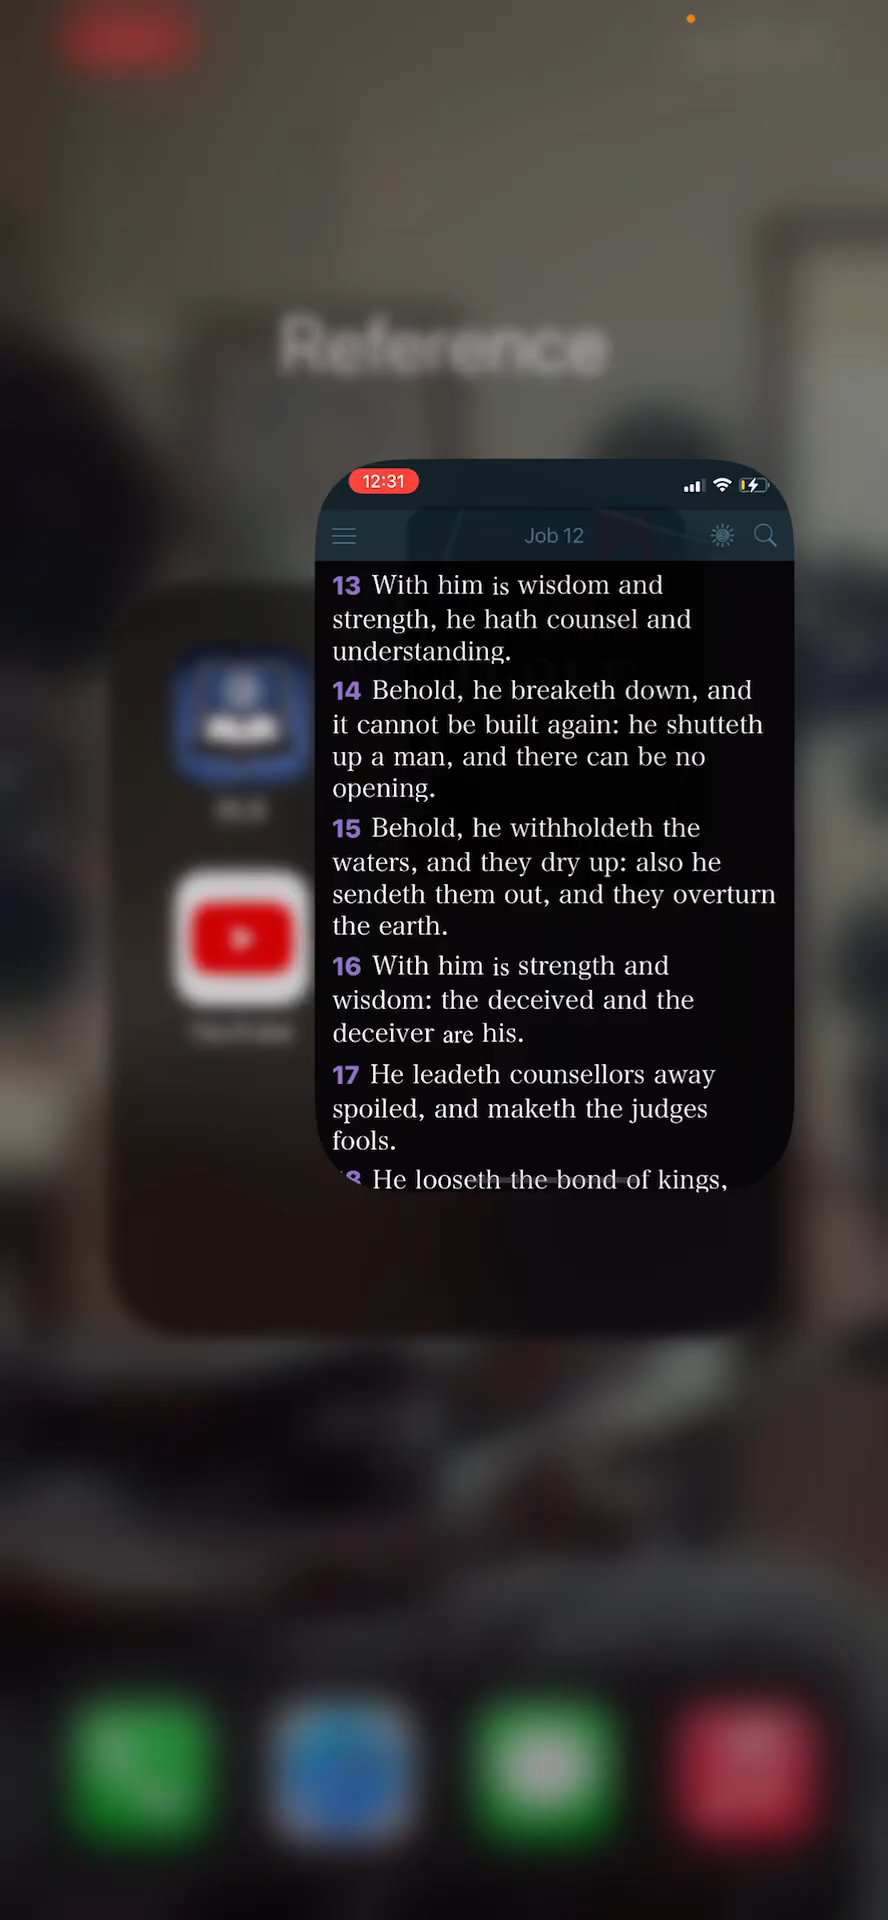 Reference
12:31
Job 12
13 With him is wisdom and
strength, he hath counsel and
understanding.
14 Behold, he breaketh down, and
it cannot be built again: he shutteth
up a man, and there can be no
opening.
15 Behold, he withholdeth the
waters, and they dry up: also he
sendeth them out, and they overturn
the earth.
16 With him is strength and
wisdom: the deceived and the
deceiver are his.
17 He leadeth counsellors away
spoiled, and maketh the judges
fools.
He looseth the bond of kings,
YouTube